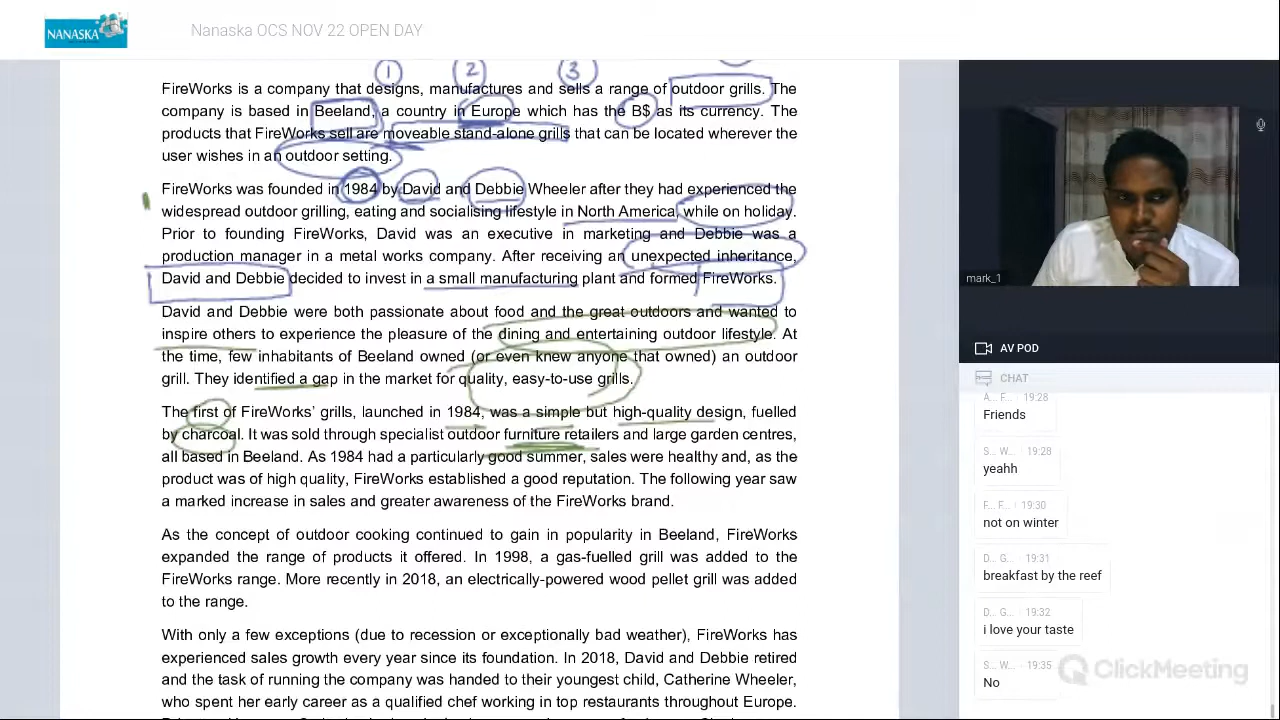 NANASKA
Nanaska OCS NOV 22 OPEN DAY
1 2 3
FireWorks is a company that designs, manufactures and sells a range of outdoor grills. The
company is based in Beeland, a country in Europe which has the B$ as its currency. The
products that FireWorks sell are moveable stand-alone grills that can be located wherever the
user wishes in an outdoor setting.
FireWorks was founded in 1984 by David and Debbie Wheeler after they had experienced the
widespread outdoor grilling, eating and socialising lifestyle in North America, while on holiday.
Prior to founding FireWorks, David was an executive in marketing and Debbie was a
production manager in a metal works company. After receiving an unexpected inheritance,
David and Debbie decided to invest in a small manufacturing plant and formed FireWorks.
David and Debbie were both passionate about food and the great outdoors and wanted to
inspire others to experience the pleasure of the dining and entertaining outdoor lifestyle. At
the time, few inhabitants of Beeland owned (or even knew anyone that owned) an outdoor
grill. They identified a gap in the market for quality, easy-to-use grills.
The first of FireWorks' grills, launched in 1984, was a simple but high-quality design, fuelled
by charcoal. It was sold through specialist outdoor furniture retailers and large garden centres,
all based in Beeland. As 1984 had a particularly good summer, sales were healthy and, as the
product was of high quality, FireWorks established a good reputation. The following year saw
a marked increase in sales and greater awareness of the FireWorks brand.
As the concept of outdoor cooking continued to gain in popularity in Beeland, FireWorks
expanded the range of products it offered. In 1998, a gas-fuelled grill was added to the
FireWorks range. More recently in 2018, an electrically-powered wood pellet grill was added
to the range.
With only a few exceptions (due to recession or exceptionally bad weather), FireWorks has
experienced sales growth every year since its foundation. In 2018, David and Debbie retired
and the task of running the company was handed to their youngest child, Catherine Wheeler,
who spent her early career as a qualified chef working in top restaurants throughout Europe.
mark_1
AV POD
CHAT
A... F... 19:28
Friends
S... W... 19:28
yeahh
F... F... 19:30
not on winter
D... G... 19:31
breakfast by the reef
D... G... 19:32
i love your taste
S... W... 19:35
No
ClickMeeting